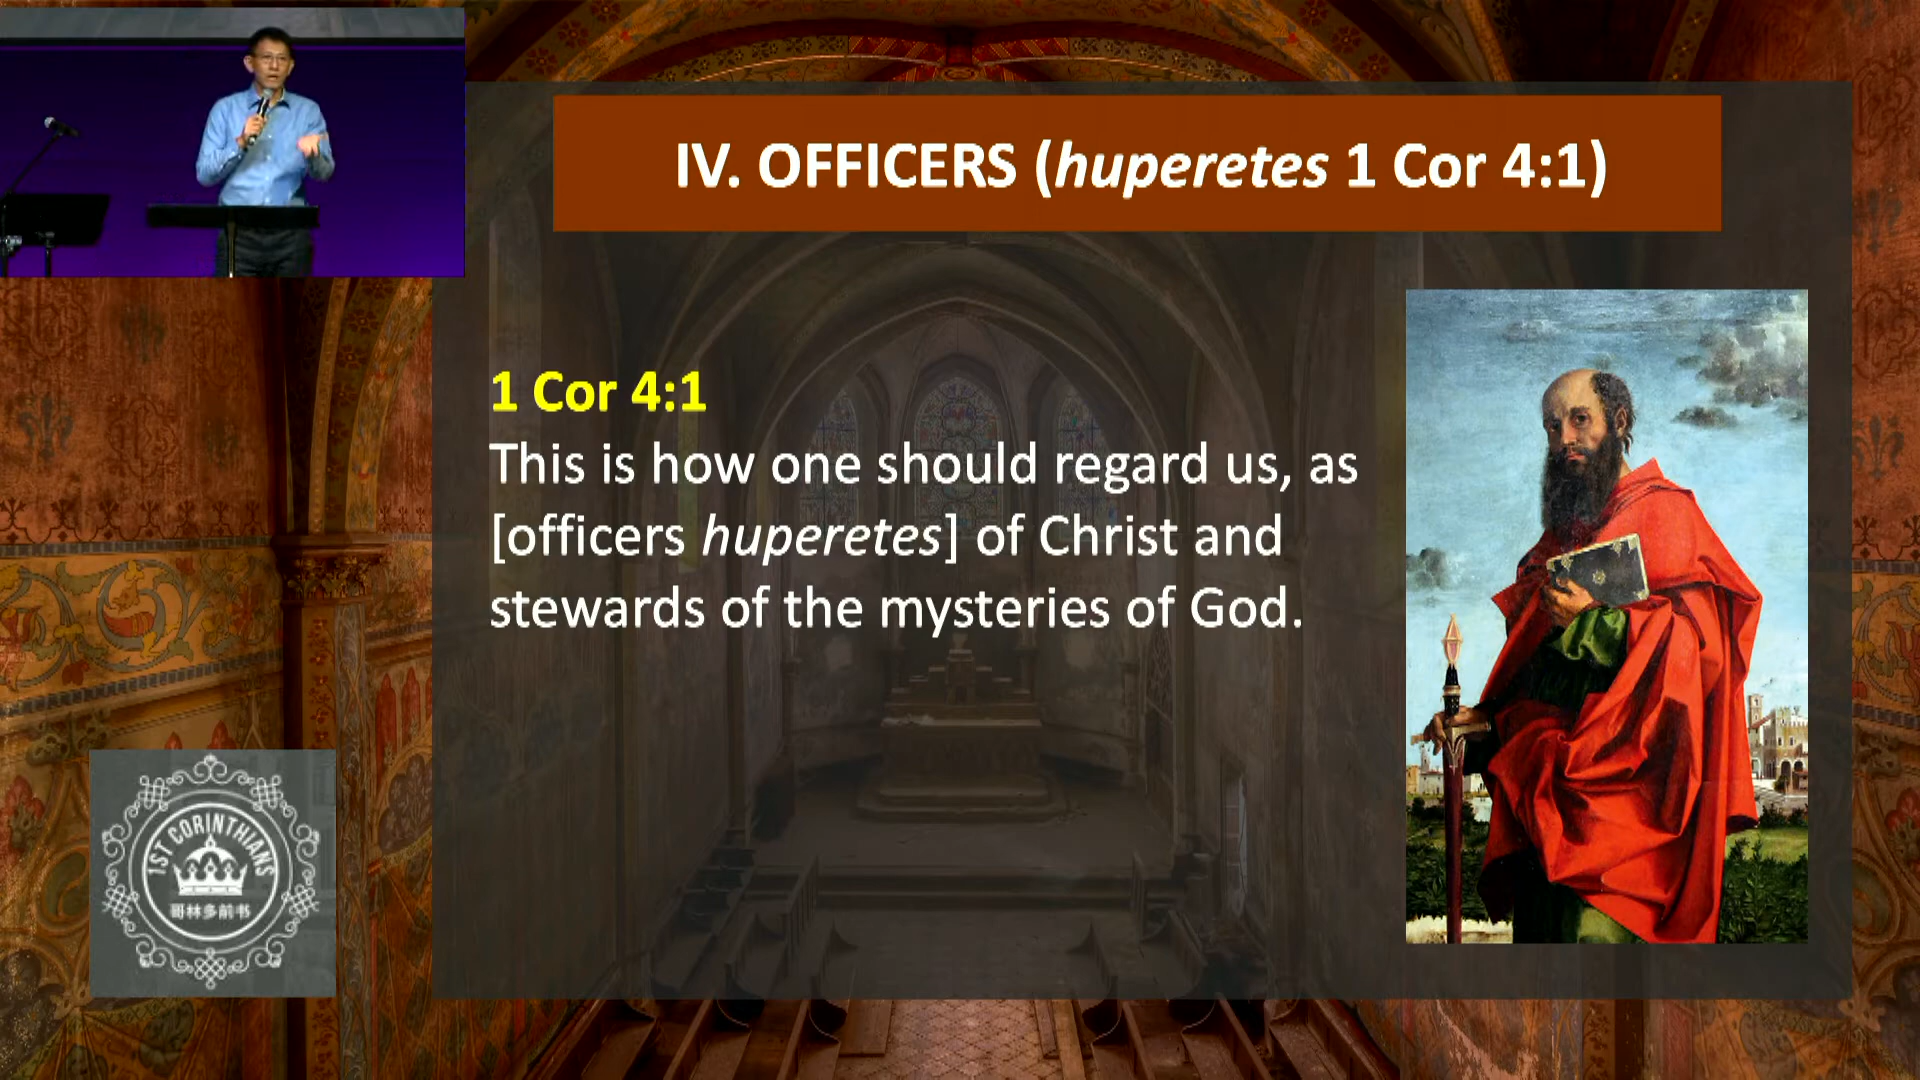 IV. OFFICERS (huperetes 1 Cor 4:1)
1 Cor 4:1
This is how one should regard us, as
[officers huperetes] of Christ and
stewards of the mysteries of God.
1ST CORINTHIANS
哥林多前书